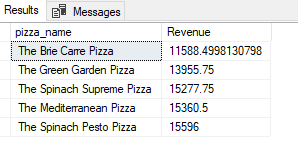 Results Messages
pizza_name Revenue
The Brie Carre Pizza 11588.4998130798
The Green Garden Pizza 13955.75
The Spinach Supreme Pizza 15277.75
The Mediterranean Pizza 15360.5
The Spinach Pesto Pizza 15596